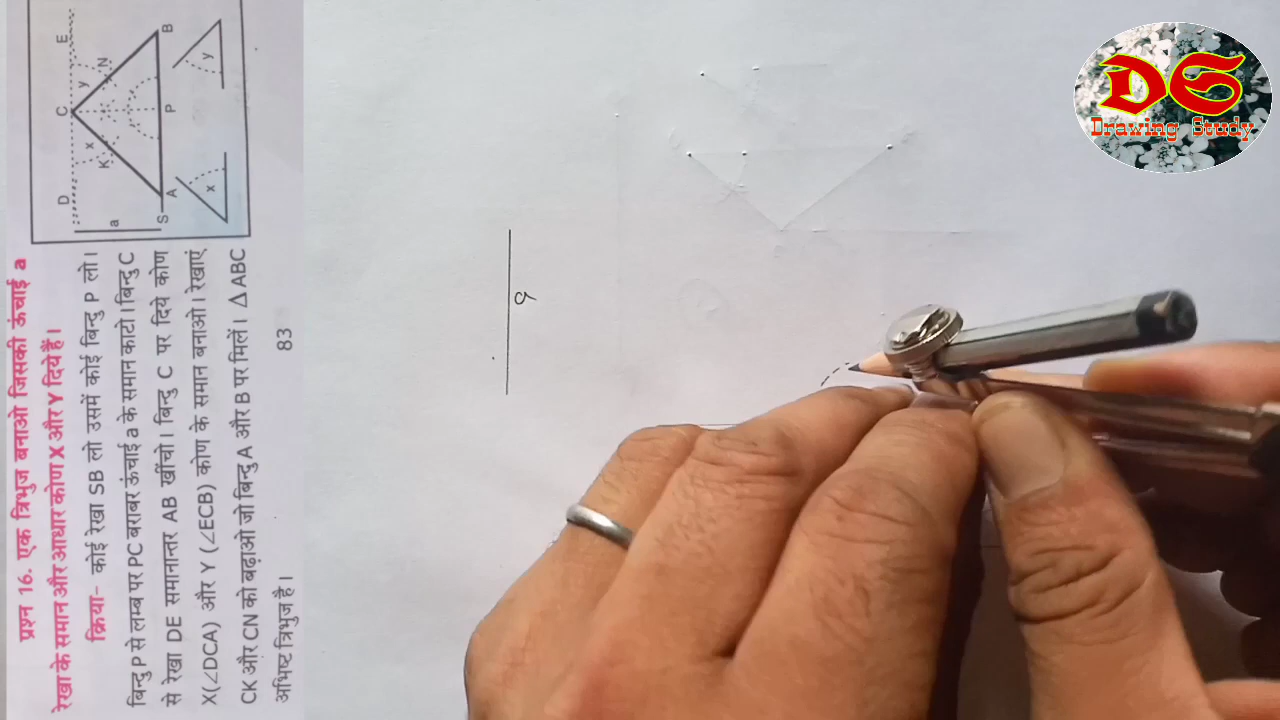 प्रश्न 16. एक त्रिभुज बनाओ जिसकी ऊंचाई a
रेखा के समान और आधार कोण X और Y दिये हैं।
क्रिया- कोई रेखा SB लो उसमें कोई बिन्दु P लो।
बिन्दु P से लम्ब पर PC बराबर ऊंचाई a के समान काटो। बिन्दु C
से रेखा DE समानान्तर AB खींचो। बिन्दु C पर दिये कोण
X(∠DCA) और Y (∠ECB) कोण के समान बनाओ। रेखाएं
CK और CN को बढ़ाओ जो बिन्दु A और B पर मिलें। △ ABC
अभिष्ट त्रिभुज है।
83
D C E
x y
K N
a
S A P B
x y
a
DS
Drawing Study